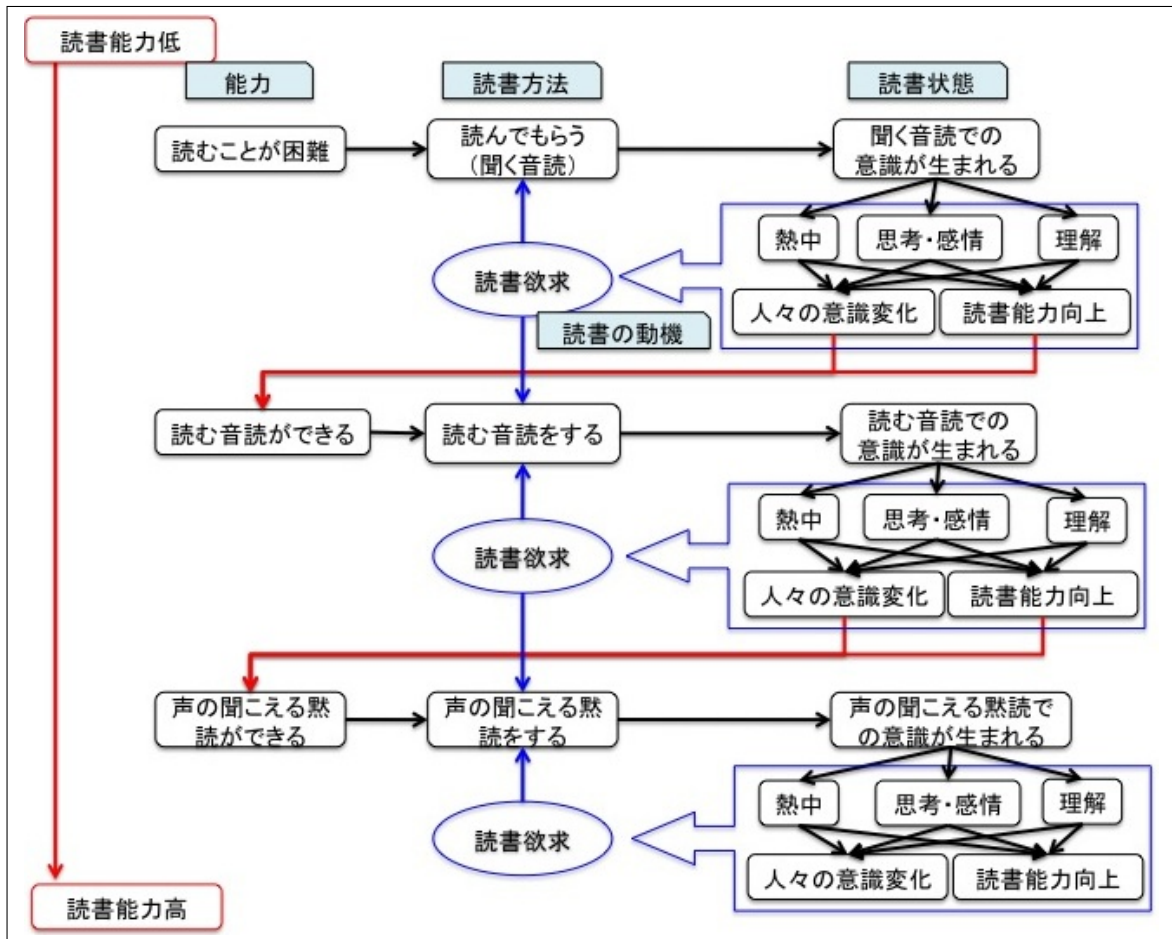 読書能力低
能力
読書方法
読書状態
読むことが困難
読んでもらう
(聞く音読)
聞く音読での
意識が生まれる
熱中
思考・感情
理解
読書欲求
人々の意識変化
読書能力向上
読書の動機
読む音読ができる
読む音読をする
読む音読での
意識が生まれる
熱中
思考・感情
理解
読書欲求
人々の意識変化
読書能力向上
声の聞こえる黙
読ができる
声の聞こえる黙
読をする
声の聞こえる黙読で
の意識が生まれる
熱中
思考・感情
理解
読書欲求
人々の意識変化
読書能力向上
読書能力高